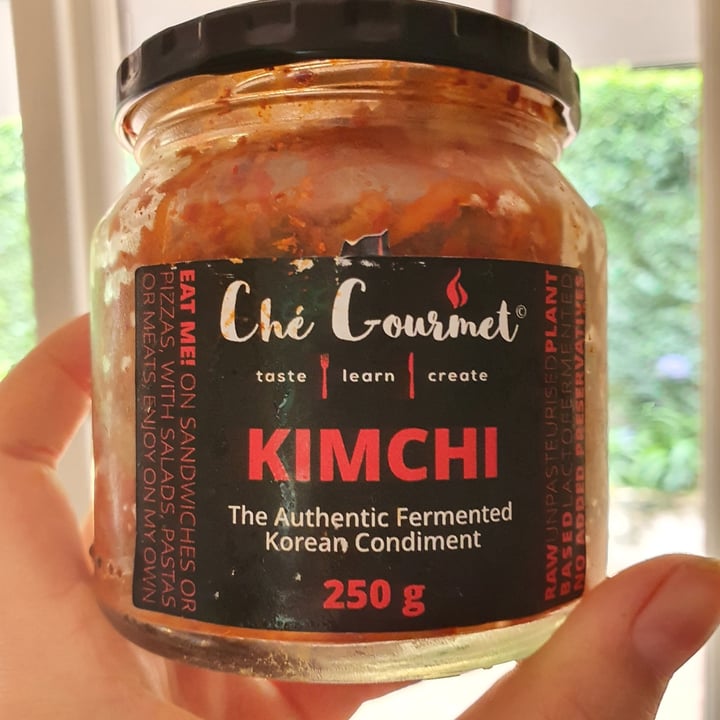 EAT ME! ON SANDWICHES OR
PIZZAS, WITH SALADS, PASTAS
OR MEATS, ENJOY ON MY OWN
Ché Gourmet©
taste | learn | create
KIMCHI
The Authentic Fermented
Korean Condiment
250 g
RAW UNPASTEURISED PLANT
BASED LACTOFERMENTED
NO ADDED PRESERVATIVES